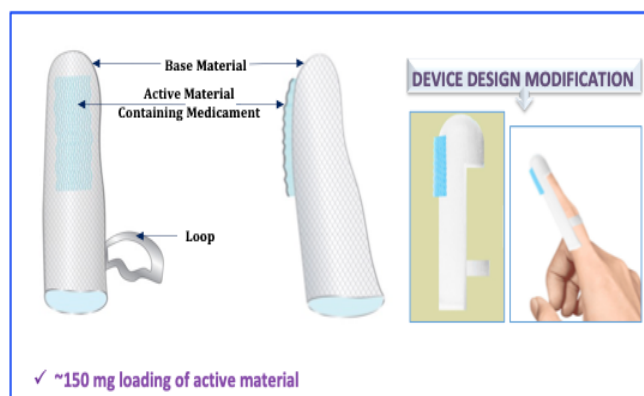 Base Material
Active Material
Containing Medicament
Loop
DEVICE DESIGN MODIFICATION
✓ ~150 mg loading of active material